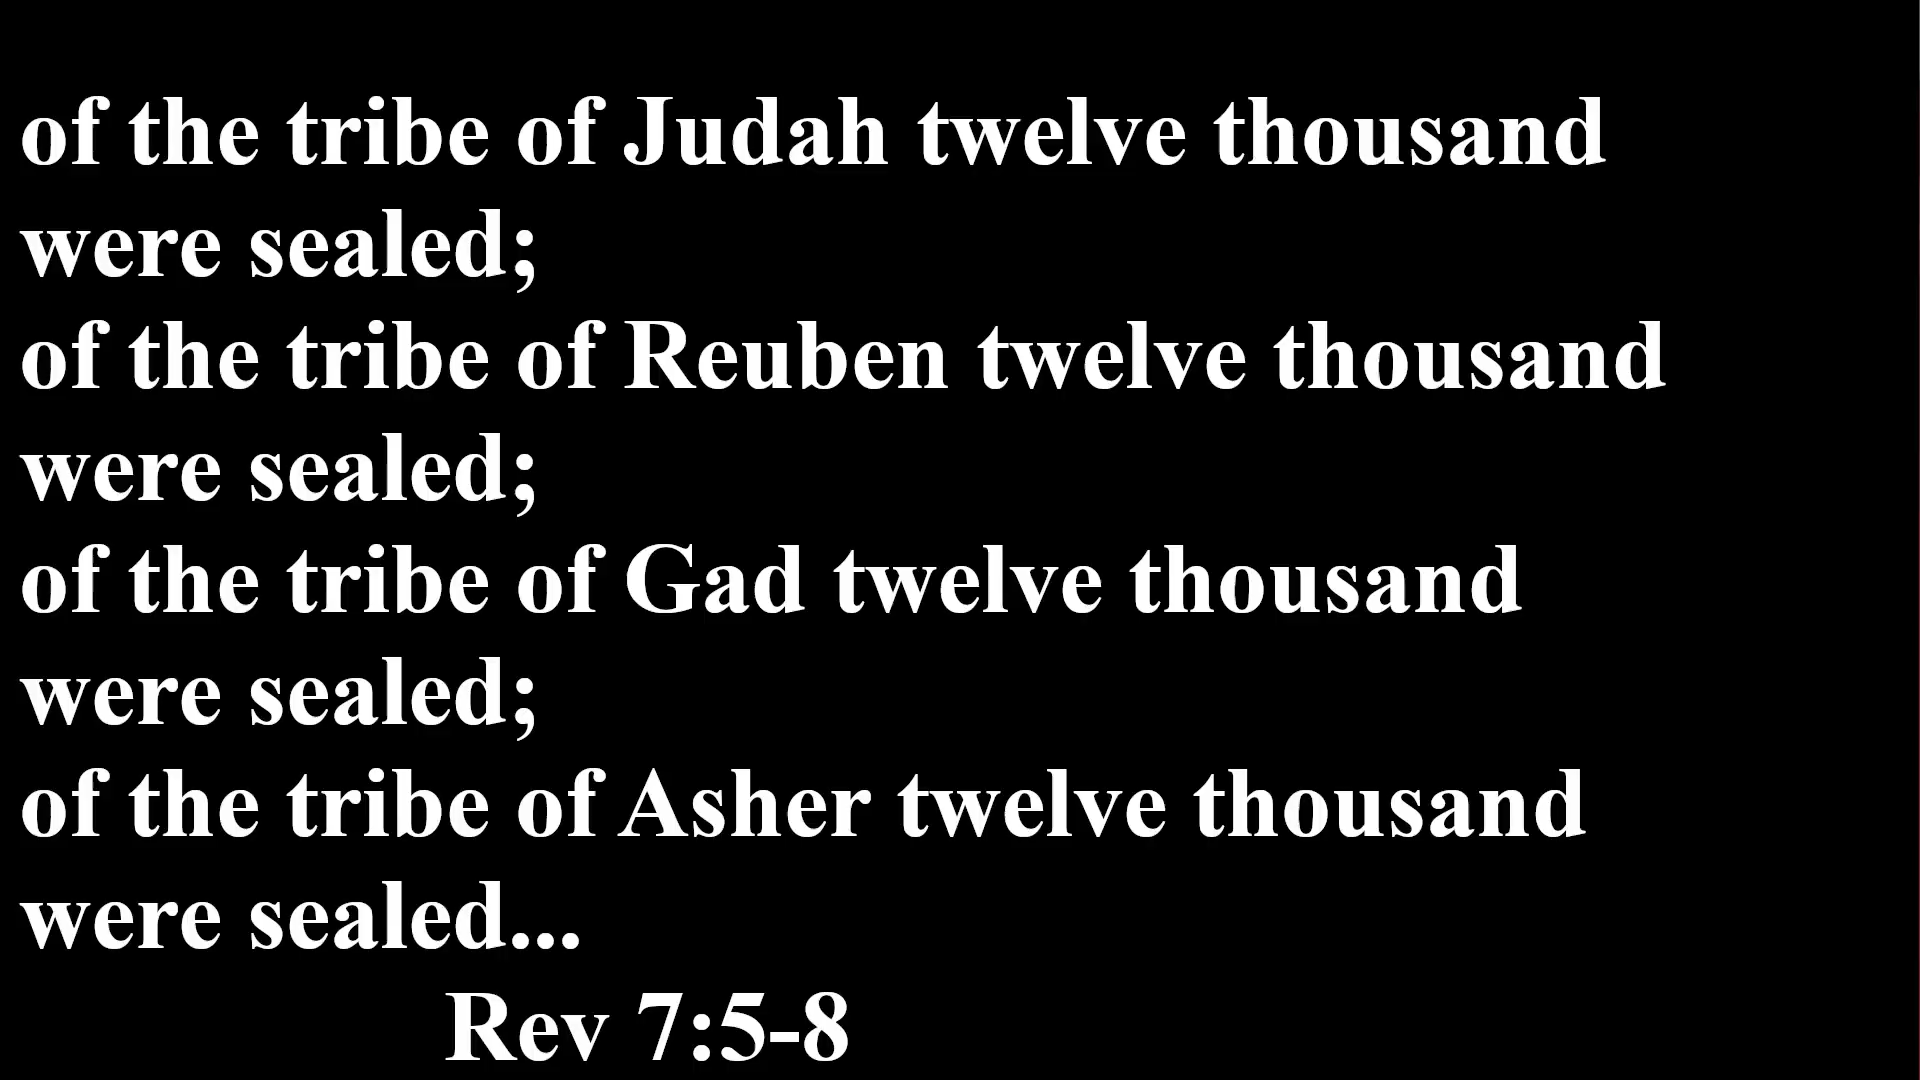 of the tribe of Judah twelve thousand
were sealed;
of the tribe of Reuben twelve thousand
were sealed;
of the tribe of Gad twelve thousand
were sealed;
of the tribe of Asher twelve thousand
were sealed...
Rev 7:5-8